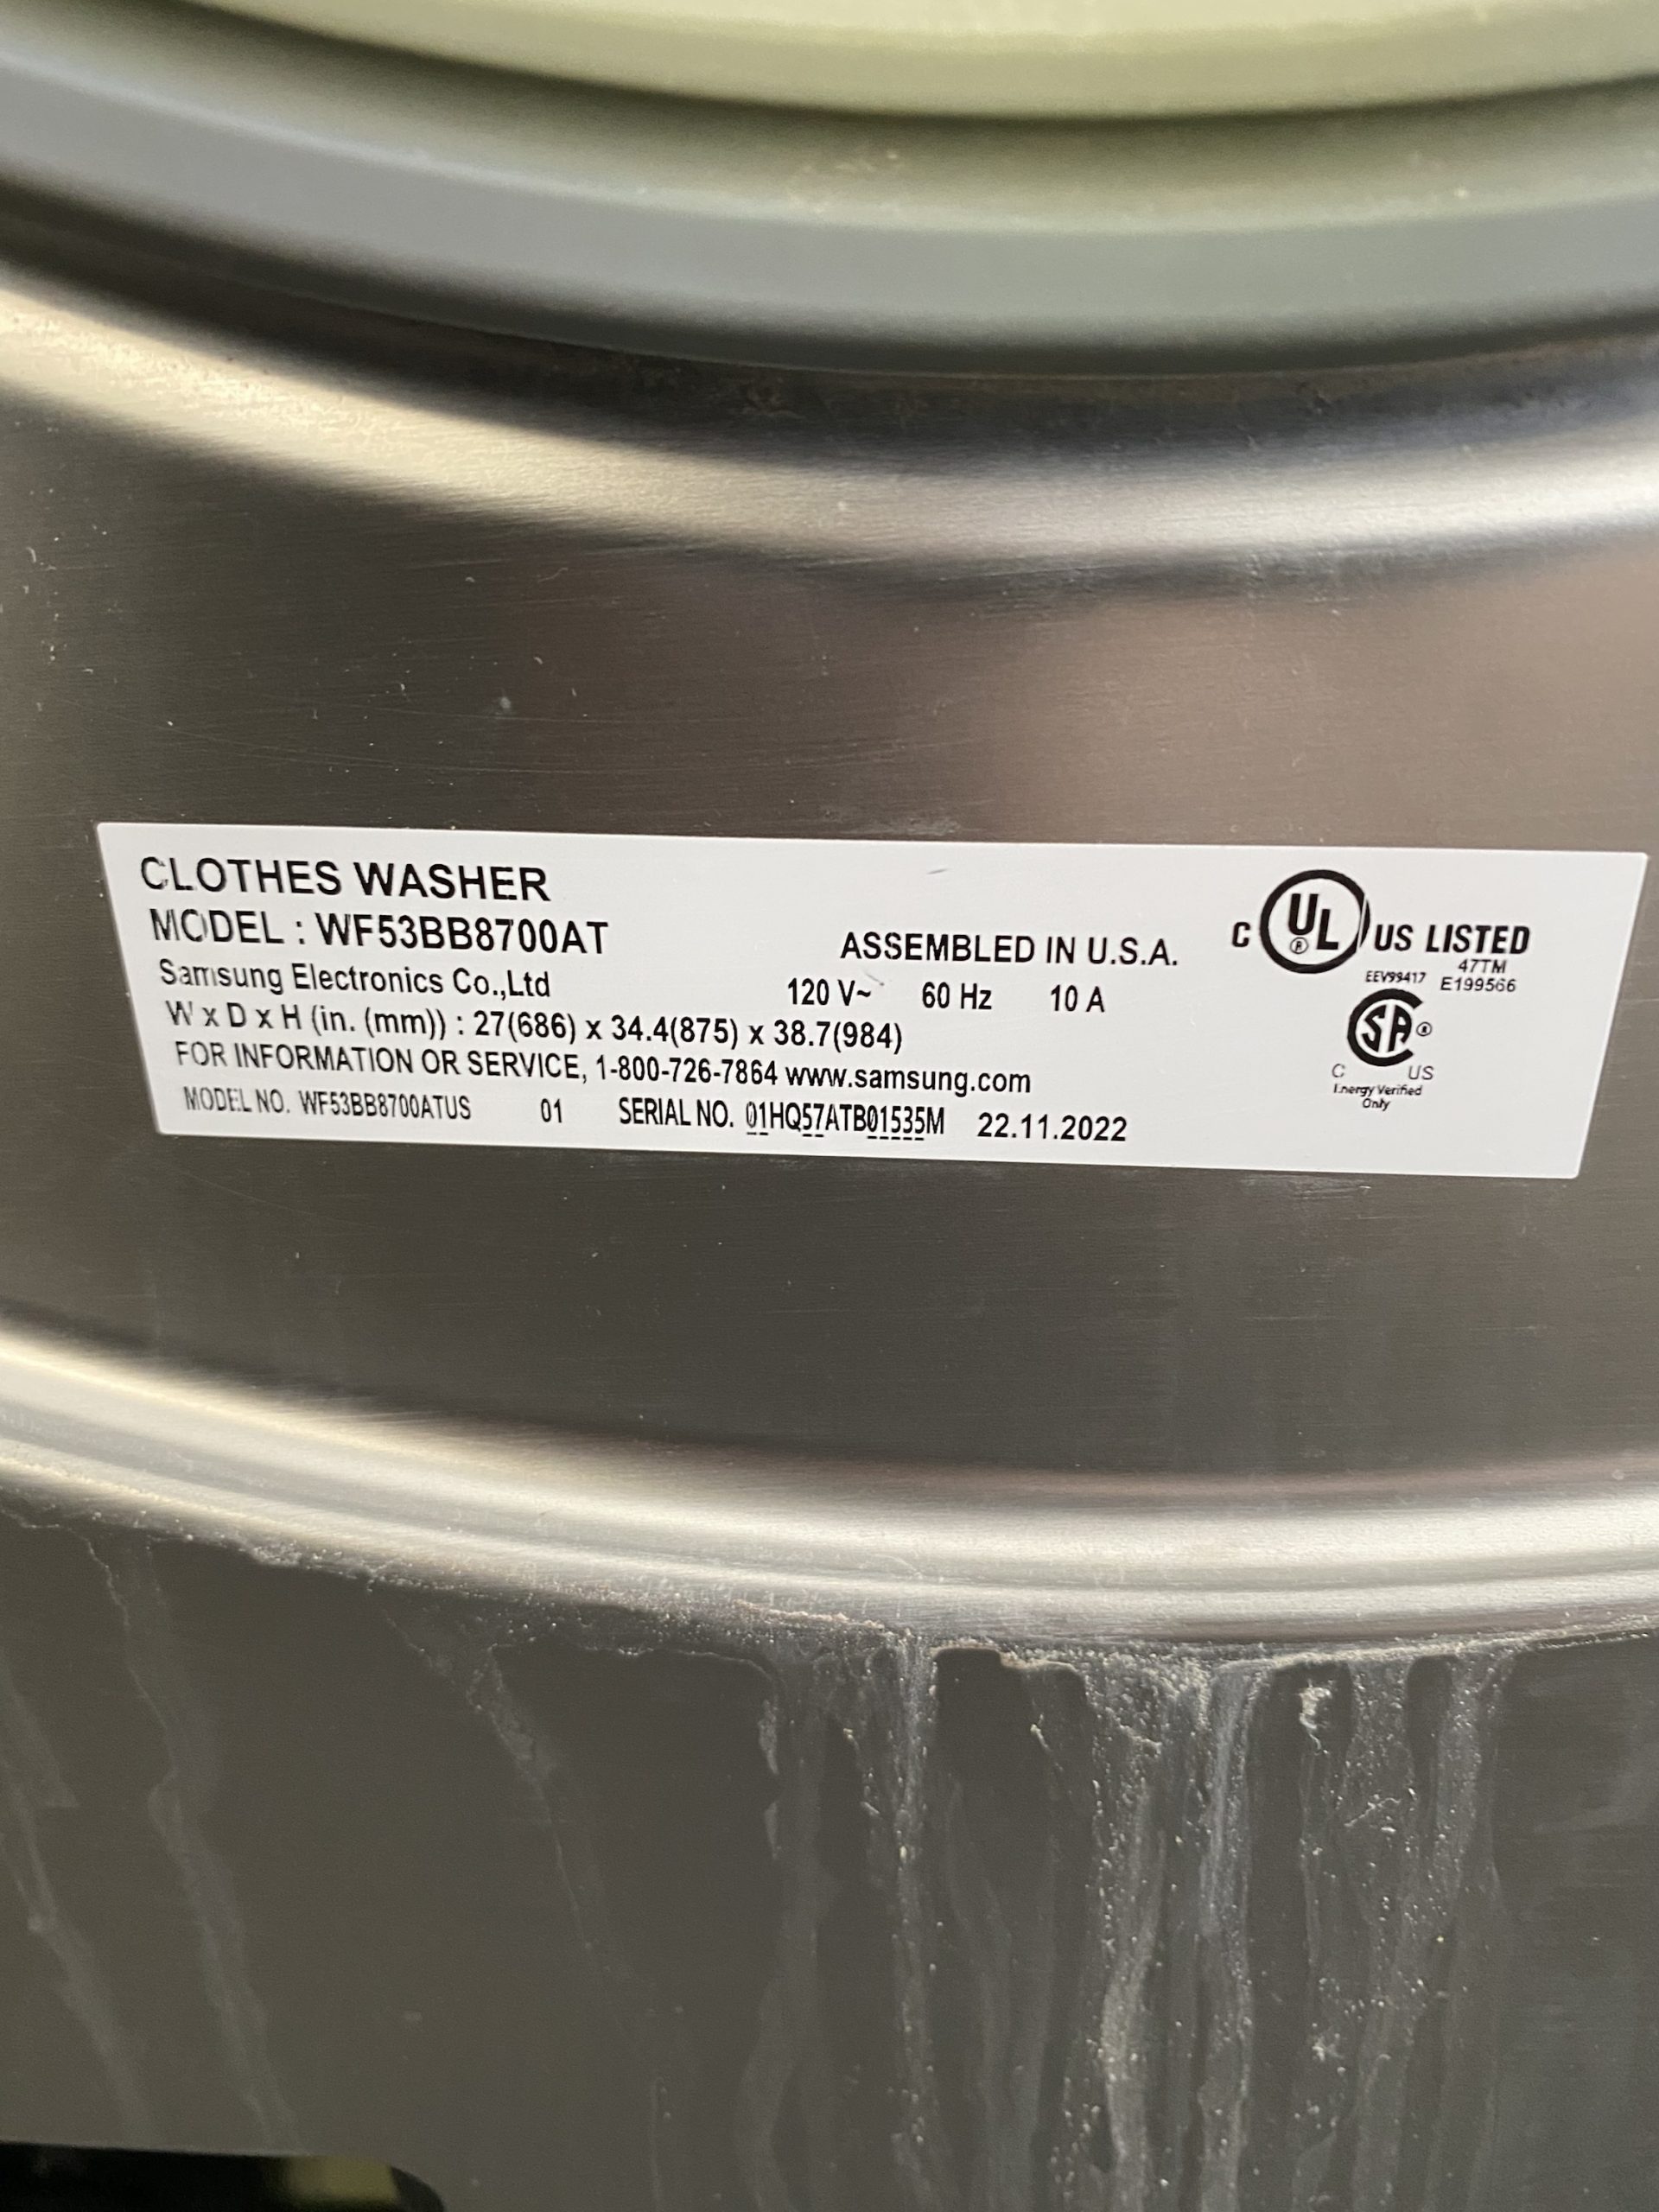 CLOTHES WASHER
MODEL : WF53BB8700AT
ASSEMBLED IN U.S.A.
Samsung Electronics Co.,Ltd
120 V~ 60 Hz 10 A
W x D x H (in. (mm)) : 27(686) x 34.4(875) x 38.7(984)
FOR INFORMATION OR SERVICE, 1-800-726-7864 www.samsung.com
MODEL NO. WF53BB8700ATUS 01 SERIAL NO. 01HQ57ATB01535M 22.11.2022
C UL ® US LISTED
47TM
EEV99417 E199566
SA ®
C US
Energy Verified
Only